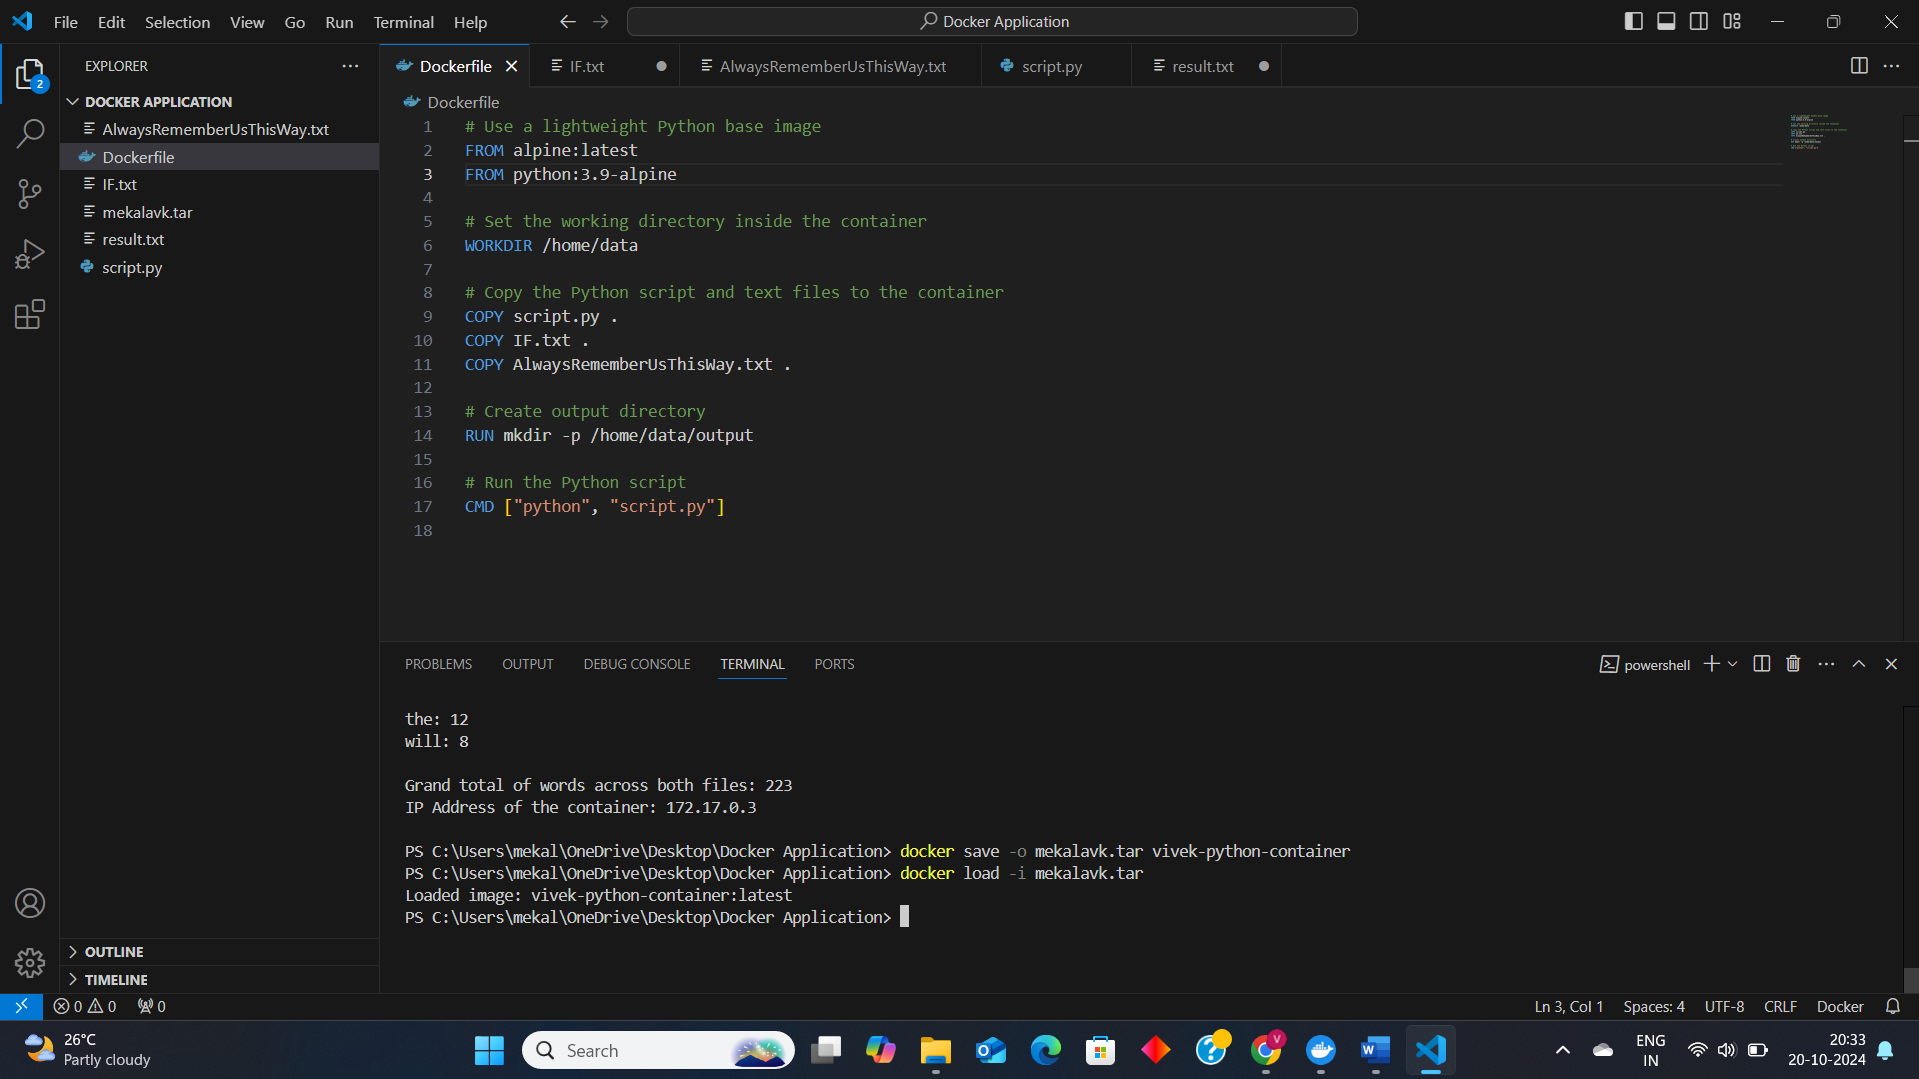 File Edit Selection View Go Run Terminal Help
Docker Application
EXPLORER
2
DOCKER APPLICATION
AlwaysRememberUsThisWay.txt
Dockerfile
IF.txt
mekalavk.tar
result.txt
script.py
OUTLINE
TIMELINE
Dockerfile IF.txt AlwaysRememberUsThisWay.txt script.py result.txt
Dockerfile
1 # Use a lightweight Python base image
2 FROM alpine:latest
3 FROM python:3.9-alpine
4
5 # Set the working directory inside the container
6 WORKDIR /home/data
7
8 # Copy the Python script and text files to the container
9 COPY script.py .
10 COPY IF.txt .
11 COPY AlwaysRememberUsThisWay.txt .
12
13 # Create output directory
14 RUN mkdir -p /home/data/output
15
16 # Run the Python script
17 CMD ["python", "script.py"]
18
PROBLEMS OUTPUT DEBUG CONSOLE TERMINAL PORTS
powershell
the: 12
will: 8
Grand total of words across both files: 223
IP Address of the container: 172.17.0.3
PS C:\Users\mekal\OneDrive\Desktop\Docker Application> docker save -o mekalavk.tar vivek-python-container
PS C:\Users\mekal\OneDrive\Desktop\Docker Application> docker load -i mekalavk.tar
Loaded image: vivek-python-container:latest
PS C:\Users\mekal\OneDrive\Desktop\Docker Application>
0 0 0
Ln 3, Col 1 Spaces: 4 UTF-8 CRLF Docker
26°C
Partly cloudy
Search
V
W
ENG
IN
20:33
20-10-2024